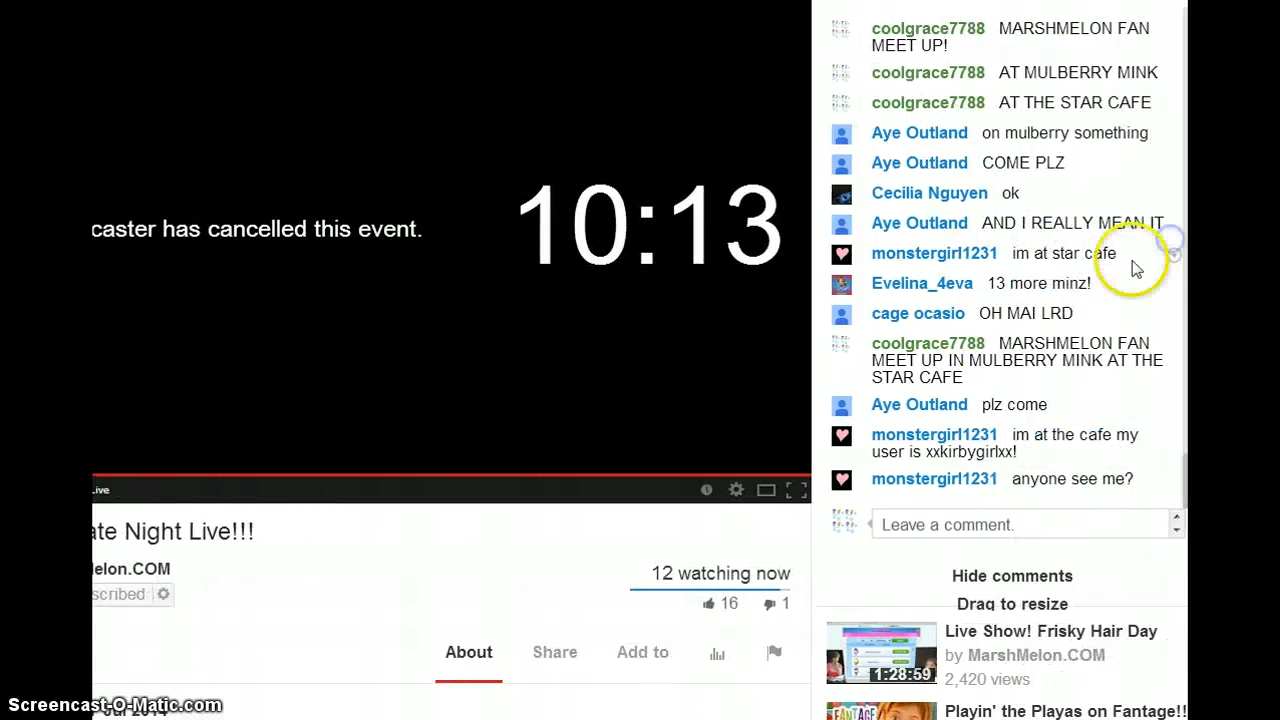 caster has cancelled this event.
10:13
Live
ate Night Live!!!
elon.COM
scribed
12 watching now
16
1
About
Share
Add to
coolgrace7788 MARSHMELON FAN
MEET UP!
coolgrace7788 AT MULBERRY MINK
coolgrace7788 AT THE STAR CAFE
Aye Outland on mulberry something
Aye Outland COME PLZ
Cecilia Nguyen ok
Aye Outland AND I REALLY MEAN IT
monstergirl1231 im at star cafe
Evelina_4eva 13 more minz!
cage ocasio OH MAI LRD
coolgrace7788 MARSHMELON FAN
MEET UP IN MULBERRY MINK AT THE
STAR CAFE
Aye Outland plz come
monstergirl1231 im at the cafe my
user is xxkirbygirlxx!
monstergirl1231 anyone see me?
Leave a comment.
Hide comments
Drag to resize
Live Show! Frisky Hair Day
by MarshMelon.COM
2,420 views
1:28:59
Playin' the Playas on Fantage!!
FANTAGE
Screencast-O-Matic.com